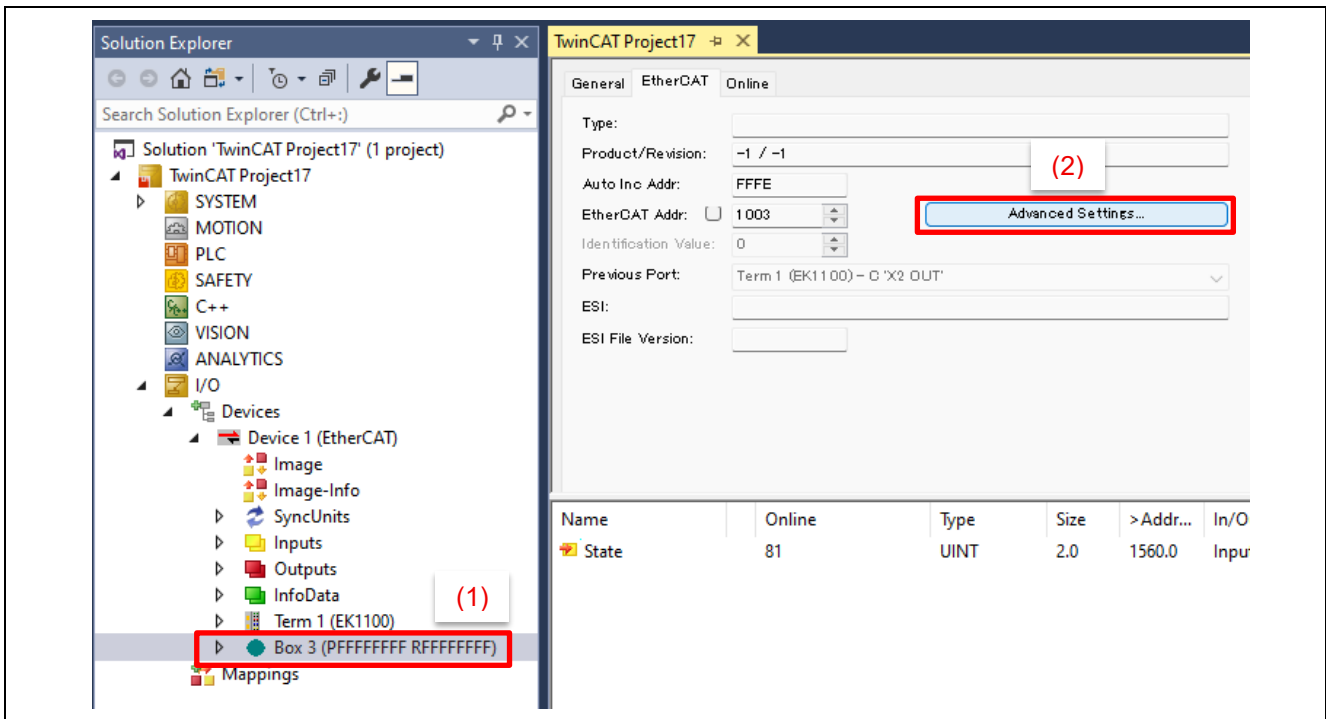 Solution Explorer
Search Solution Explorer (Ctrl+:)
Solution 'TwinCAT Project17' (1 project)
TwinCAT Project17
SYSTEM
MOTION
PLC
SAFETY
C++
VISION
ANALYTICS
I/O
Devices
Device 1 (EtherCAT)
Image
Image-Info
SyncUnits
Inputs
Outputs
InfoData
(1)
Term 1 (EK1100)
Box 3 (PFFFFFFFF RFFFFFFFF)
Mappings
TwinCAT Project17
General EtherCAT Online
Type:
Product/Revision: -1 / -1
(2)
Auto Inc Addr: FFFE
EtherCAT Addr: 1003 Advanced Settings...
Identification Value: 0
Previous Port: Term 1 (EK1100) - C 'X2 OUT'
ESI:
ESI File Version:
Name Online Type Size >Addr... In/O
State 81 UINT 2.0 1560.0 Inpu